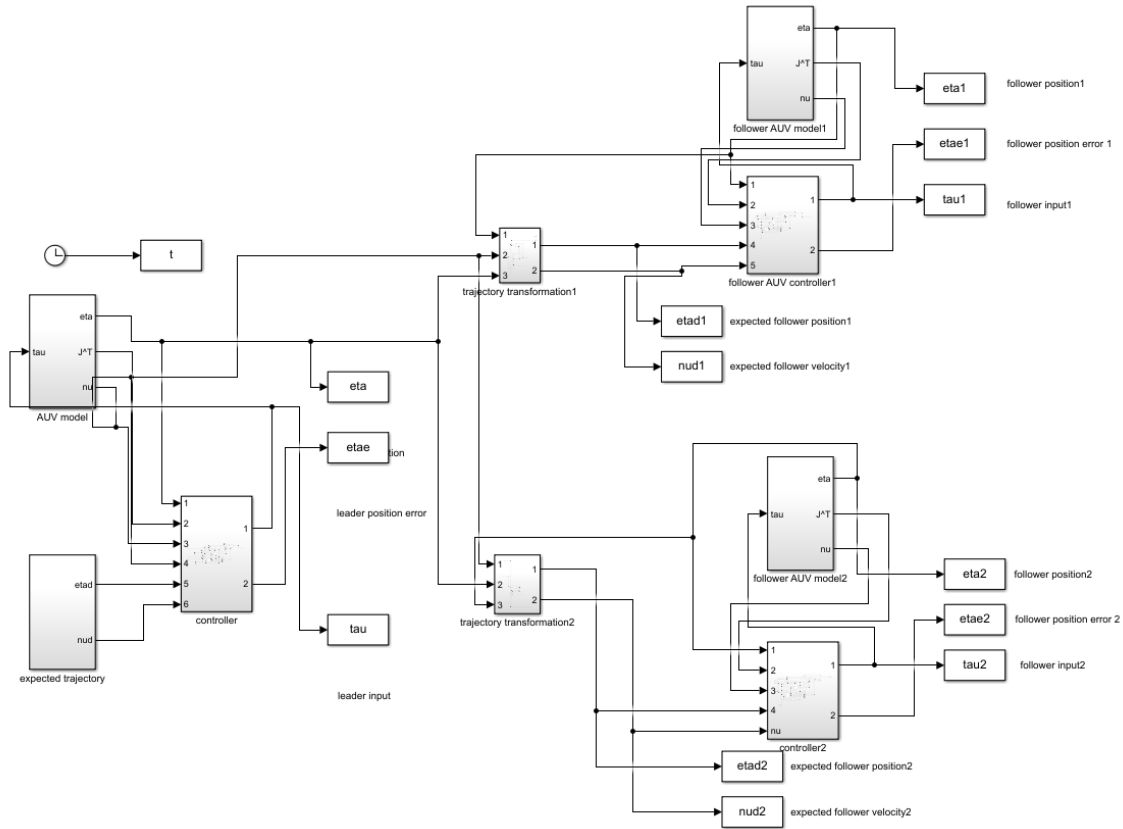 eta
tau
J^T
nu
follower AUV model1
eta1
follower position1
etae1
follower position error 1
tau1
follower input1
1
2
3
4
5
1
2
follower AUV controller1
1
2
3
1
2
trajectory transformation1
t
etad1
expected follower position1
nud1
expected follower velocity1
eta
tau
J^T
nu
AUV model
eta
etae
tion
leader position error
1
2
3
4
5
6
1
2
controller
etad
nud
expected trajectory
tau
leader input
eta
tau
J^T
nu
follower AUV model2
1
2
3
1
2
trajectory transformation2
eta2
follower position2
etae2
follower position error 2
tau2
follower input2
1
2
3
4
nu
1
2
controller2
etad2
expected follower position2
nud2
expected follower velocity2